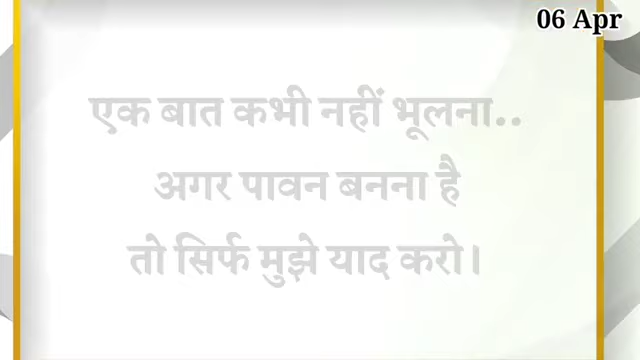 06 Apr
एक बात कभी नहीं भूलना..
अगर पावन बनना है
तो सिर्फ मुझे याद करो।